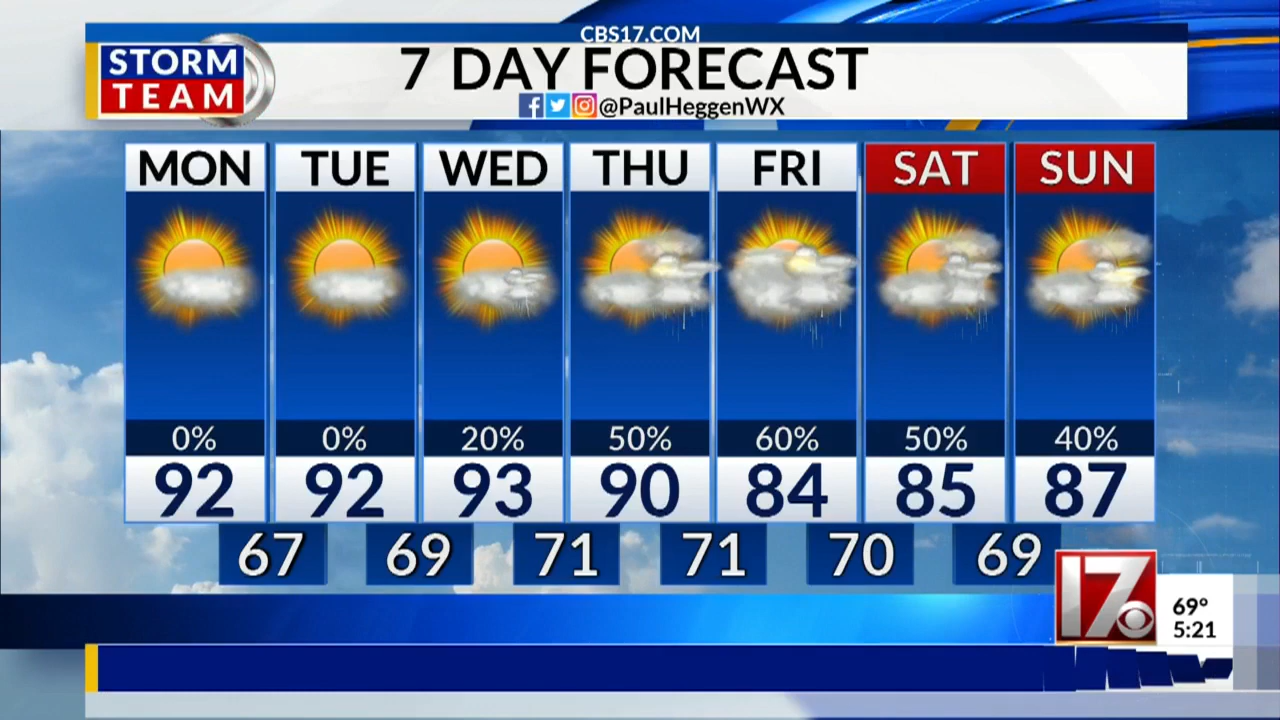 CBS17.COM
STORM
TEAM
7 DAY FORECAST
@PaulHeggenWX
MON TUE WED THU FRI SAT SUN
0% 0% 20% 50% 60% 50% 40%
92 92 93 90 84 85 87
67 69 71 71 70 69
17
69°
5:21